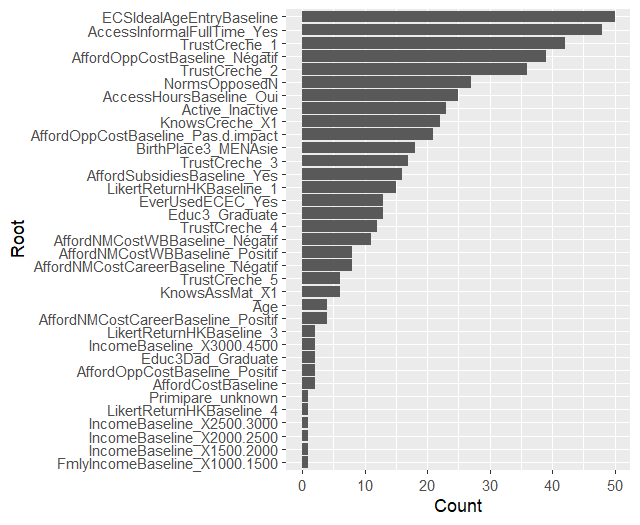 ECSIdealAgeEntryBaseline
AccessInformalFullTime_Yes
TrustCreche_1
AffordOppCostBaseline_Négatif
TrustCreche_2
NormsOpposedN
AccessHoursBaseline_Oui
Active_Inactive
KnowsCreche_X1
AffordOppCostBaseline_Pas.d.impact
BirthPlace3_MENAsie
TrustCreche_3
AffordSubsidiesBaseline_Yes
LikertReturnHKBaseline_1
EverUsedECEC_Yes
Educ3_Graduate
TrustCreche_4
AffordNMCostWBBaseline_Négatif
AffordNMCostWBBaseline_Positif
AffordNMCostCareerBaseline_Négatif
TrustCreche_5
KnowsAssMat_X1
Age
AffordNMCostCareerBaseline_Positif
LikertReturnHKBaseline_3
IncomeBaseline_X3000.4500
Educ3Dad_Graduate
AffordOppCostBaseline_Positif
AffordCostBaseline
Primipare_unknown
LikertReturnHKBaseline_4
IncomeBaseline_X2500.3000
IncomeBaseline_X2000.2500
IncomeBaseline_X1500.2000
FmlyIncomeBaseline_X1000.1500
Root
0 10 20 30 40 50
Count